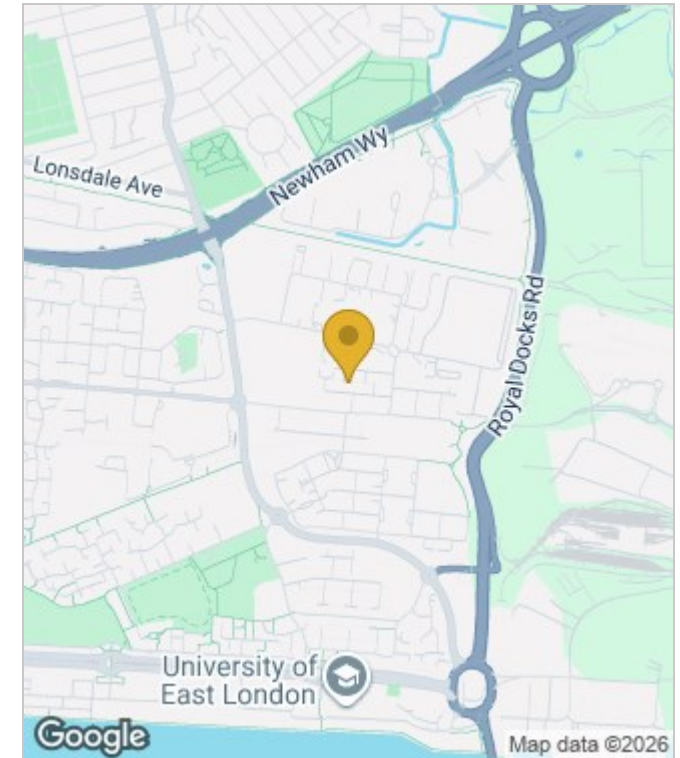 Newham Wy
Lonsdale Ave
Royal Docks Rd
University of
East London
Google
Map data ©2026